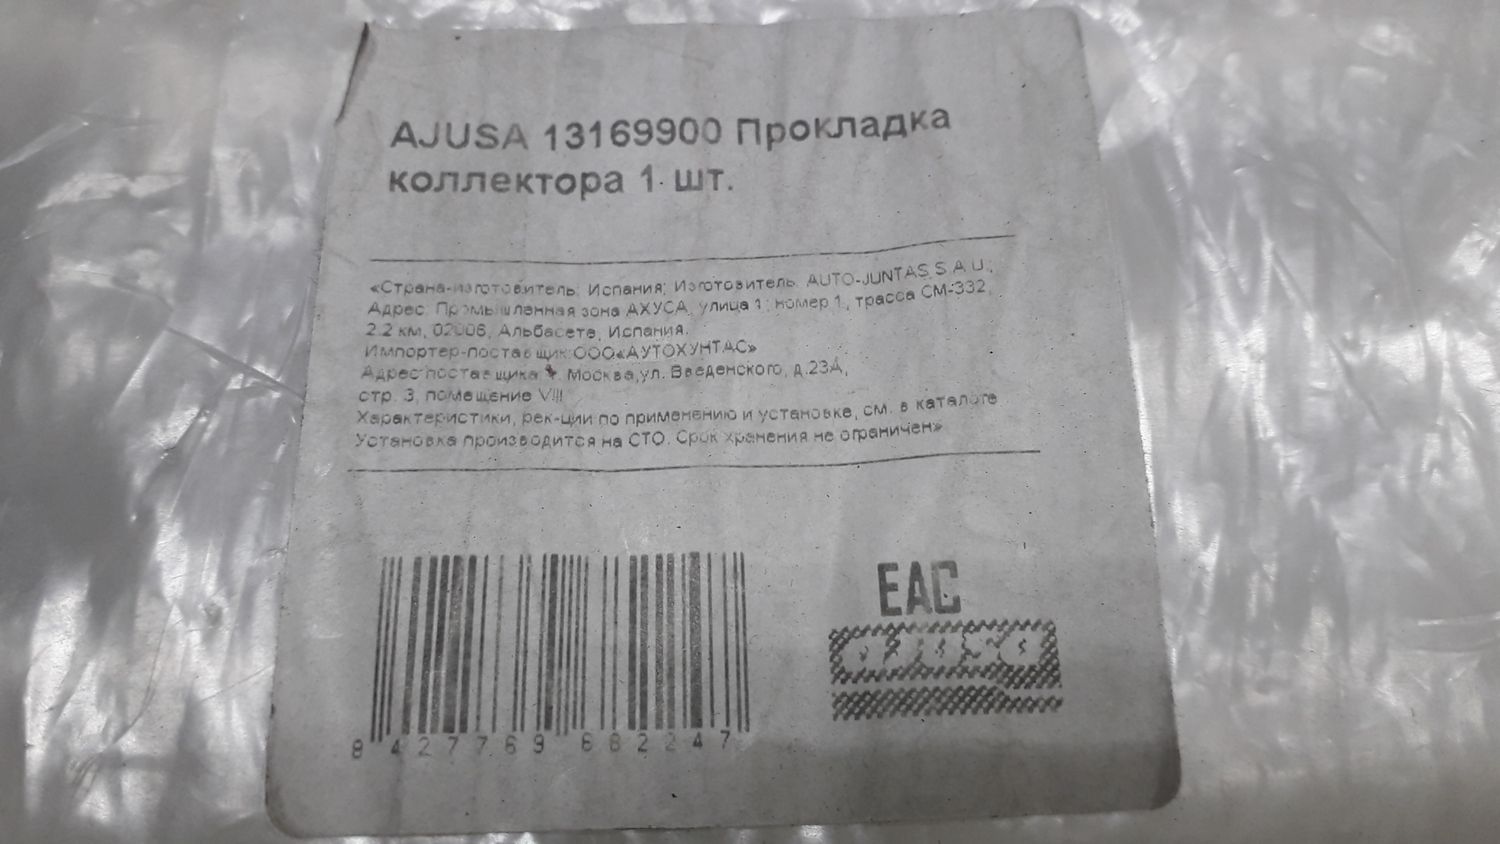 AJUSA 13169900 Прокладка
коллектора 1 шт.
«Страна-изготовитель: Испания; Изготовитель: AUTO-JUNTAS S.A.U.;
Адрес: Промышленная зона АХУСА, улица 1; номер 1, трасса СМ-332,
2.2 км, 02006, Альбасете, Испания.
Импортер-поставщик:ООО«АУТОХУНТАС»
Адрес поставщика г. Москва,ул. Введенского, д.23А,
стр. 3, помещение VIII
Характеристики, рек-ции по применению и установке, см. в каталоге
Установка производится на СТО. Срок хранения не ограничен»
EAC
AJUSA
8 427769 662247